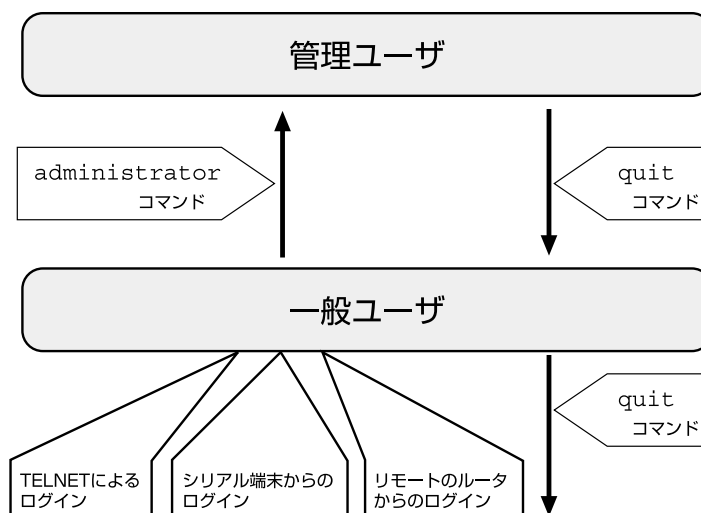 管理ユーザ
administrator
コマンド
quit
コマンド
一般ユーザ
quit
コマンド
TELNETによる
ログイン
シリアル端末からの
ログイン
リモートのルータ
からのログイン